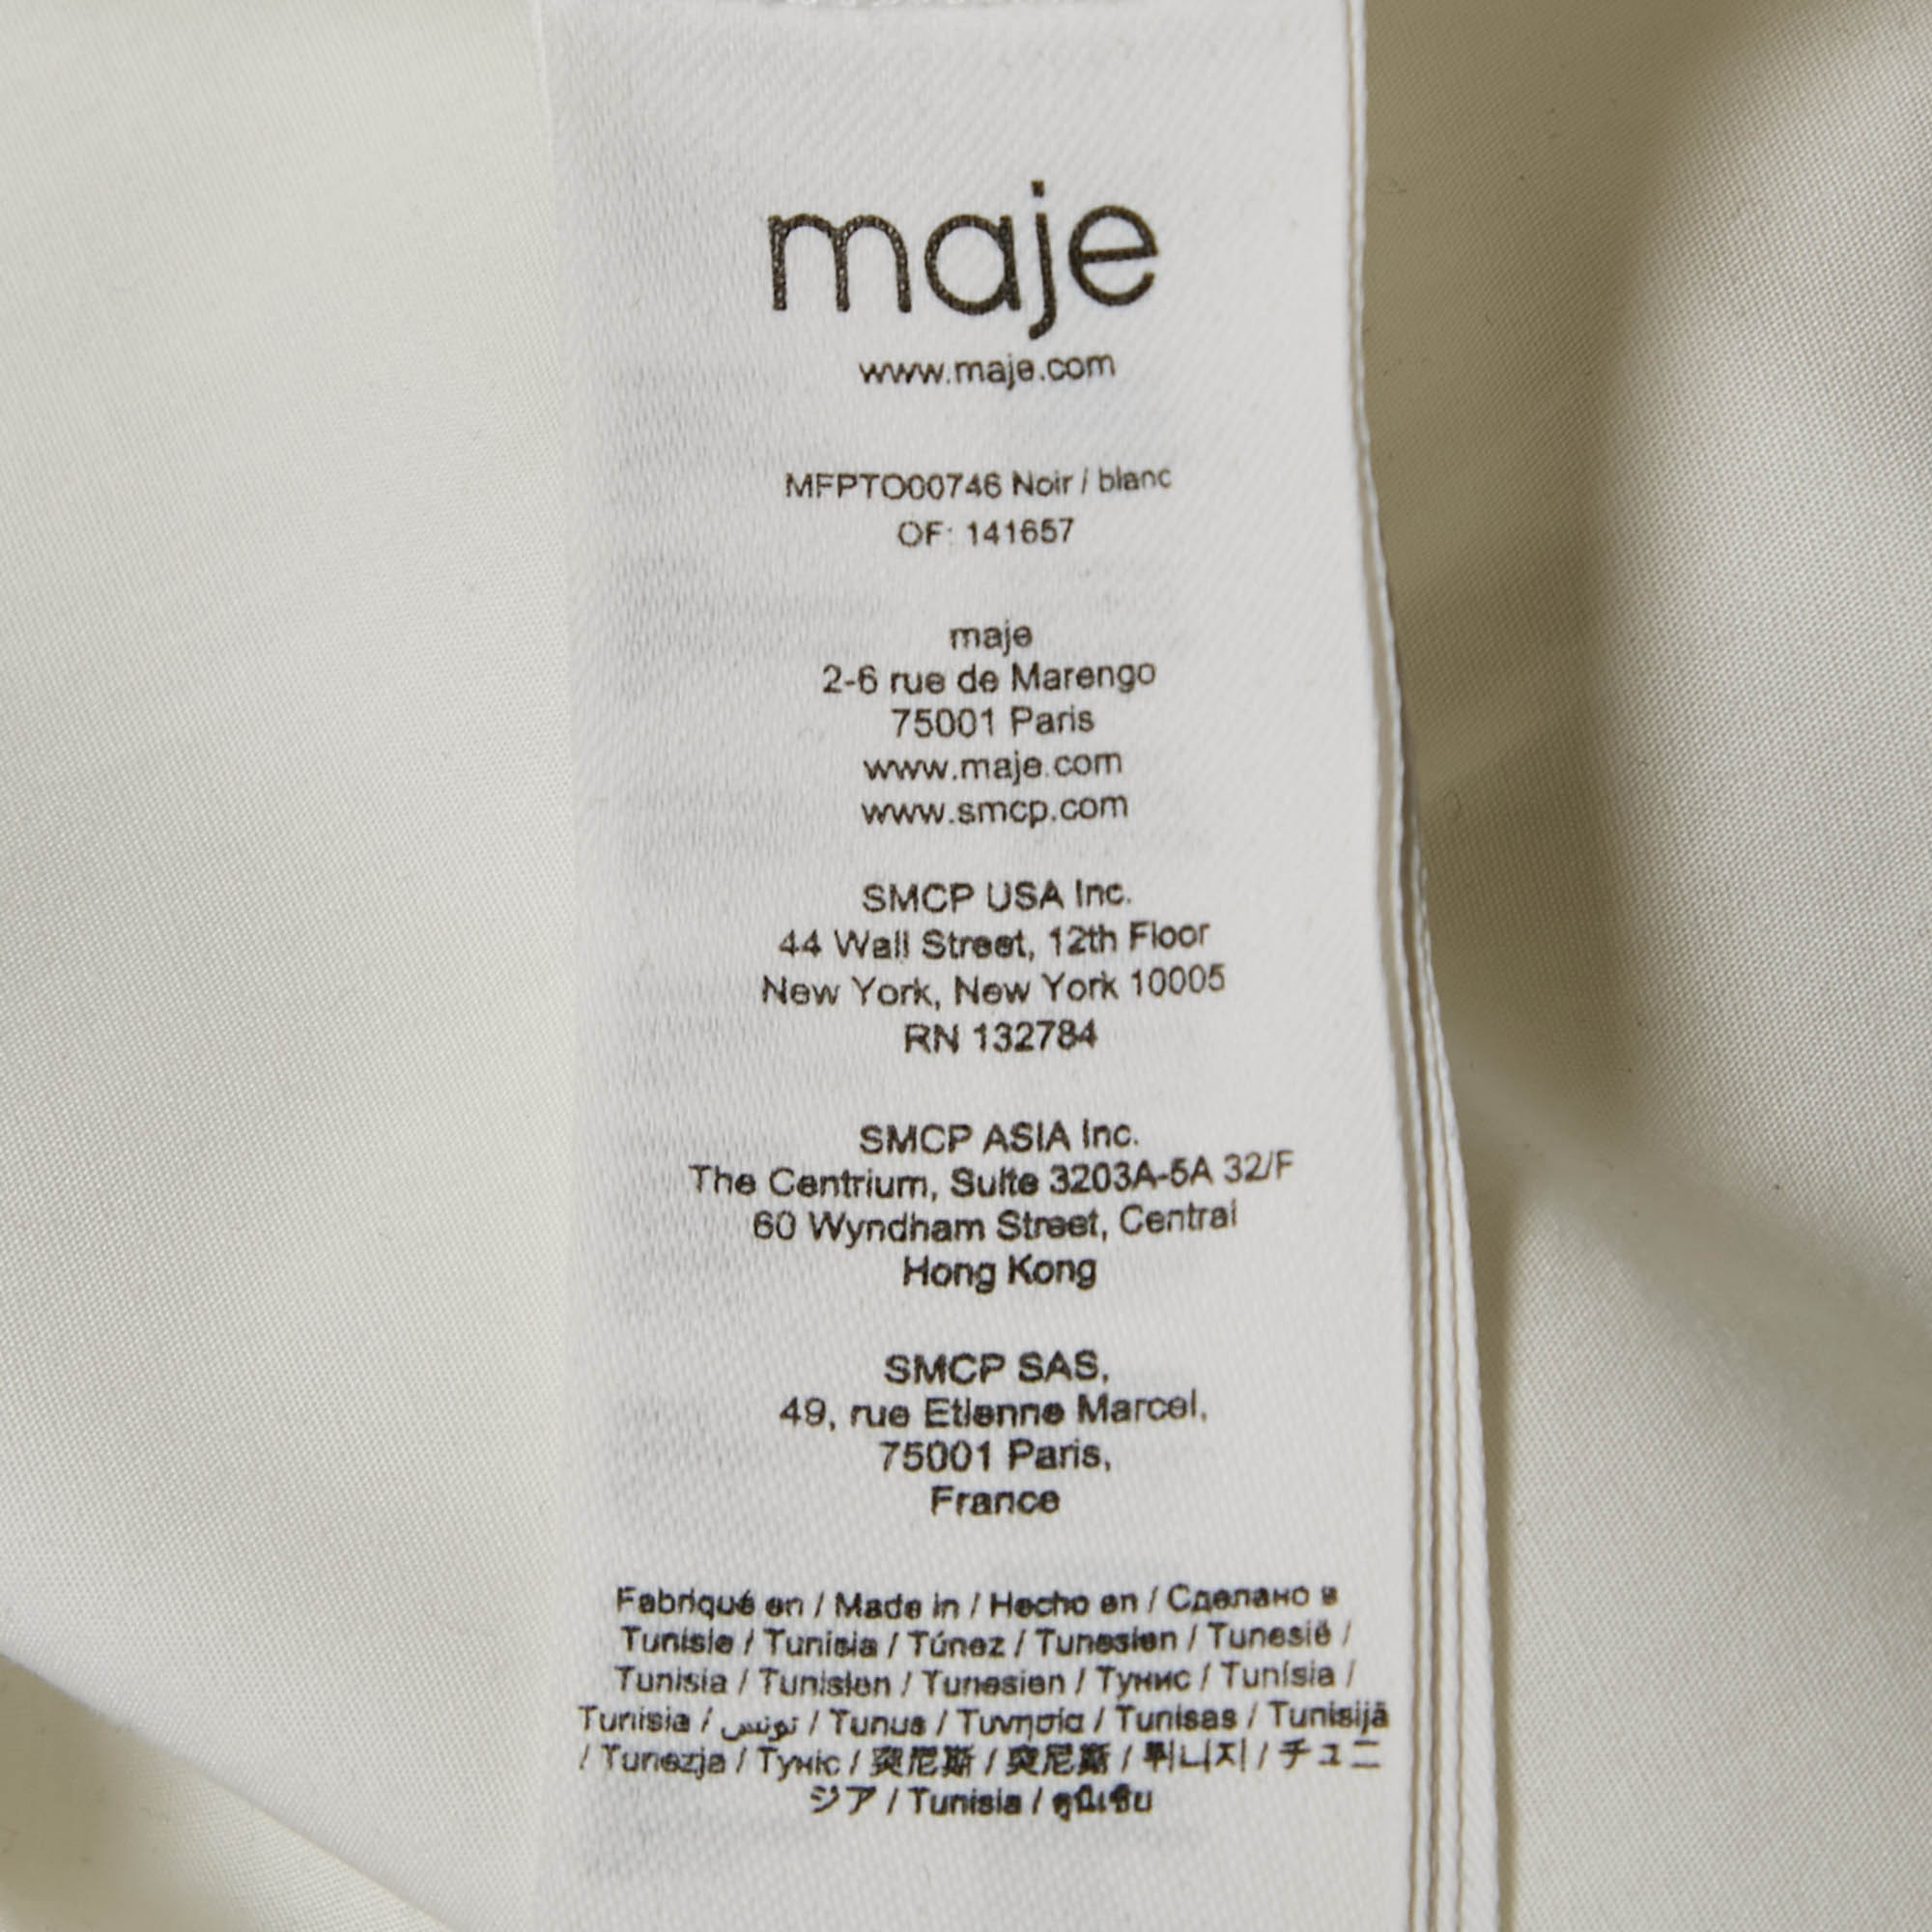 maje
www.maje.com
MFPTO00746 Noir / blanc
OF: 141657
maje
2-6 rue de Marengo
75001 Paris
www.maje.com
www.smcp.com
SMCP USA Inc.
44 Wall Street, 12th Floor
New York, New York 10005
RN 132784
SMCP ASIA Inc.
The Centrium, Suite 3203A-5A 32/F
60 Wyndham Street, Central
Hong Kong
SMCP SAS,
49, rue Etienne Marcel,
75001 Paris,
France
Fabriqué en / Made in / Hecho en / Сделано в
Tunisie / Tunisia / Túnez / Tunesien / Tunesië /
Tunisia / Tunisien / Tunesien / Тунис / Tunísia /
Tunisia / تونس / Tunus / Τυνησία / Tunisas / Tunisijā
/ Tunezja / Туніс / 突尼斯 / 突尼斯 / 튀니지 / チュニ
ジア / Tunisia / ตูนิเซีย